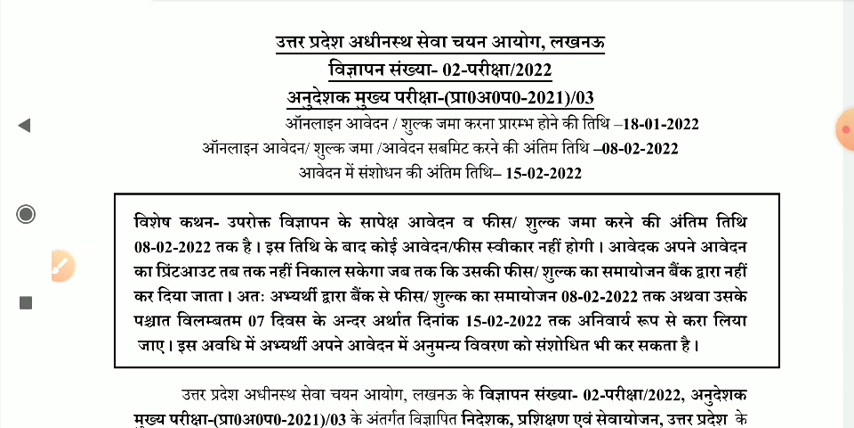 उत्तर प्रदेश अधीनस्थ सेवा चयन आयोग, लखनऊ
विज्ञापन संख्या- 02-परीक्षा/2022
अनुदेशक मुख्य परीक्षा-(प्रा0अ0प0-2021)/03
ऑनलाइन आवेदन / शुल्क जमा करना प्रारम्भ होने की तिथि –18-01-2022
ऑनलाइन आवेदन/ शुल्क जमा /आवेदन सबमिट करने की अंतिम तिथि –08-02-2022
आवेदन में संशोधन की अंतिम तिथि– 15-02-2022
विशेष कथन- उपरोक्त विज्ञापन के सापेक्ष आवेदन व फीस/ शुल्क जमा करने की अंतिम तिथि
08-02-2022 तक है। इस तिथि के बाद कोई आवेदन/फीस स्वीकार नहीं होगी। आवेदक अपने आवेदन
का प्रिंटआउट तब तक नहीं निकाल सकेगा जब तक कि उसकी फीस/ शुल्क का समायोजन बैंक द्वारा नहीं
कर दिया जाता। अतः अभ्यर्थी द्वारा बैंक से फीस/ शुल्क का समायोजन 08-02-2022 तक अथवा उसके
पश्चात विलम्बतम 07 दिवस के अन्दर अर्थात दिनांक 15-02-2022 तक अनिवार्य रूप से करा लिया
जाए। इस अवधि में अभ्यर्थी अपने आवेदन में अनुमन्य विवरण को संशोधित भी कर सकता है।
उत्तर प्रदेश अधीनस्थ सेवा चयन आयोग, लखनऊ के विज्ञापन संख्या- 02-परीक्षा/2022, अनुदेशक
मुख्य परीक्षा-(प्रा0अ0प0-2021)/03 के अंतर्गत विज्ञापित निदेशक, प्रशिक्षण एवं सेवायोजन, उत्तर प्रदेश के